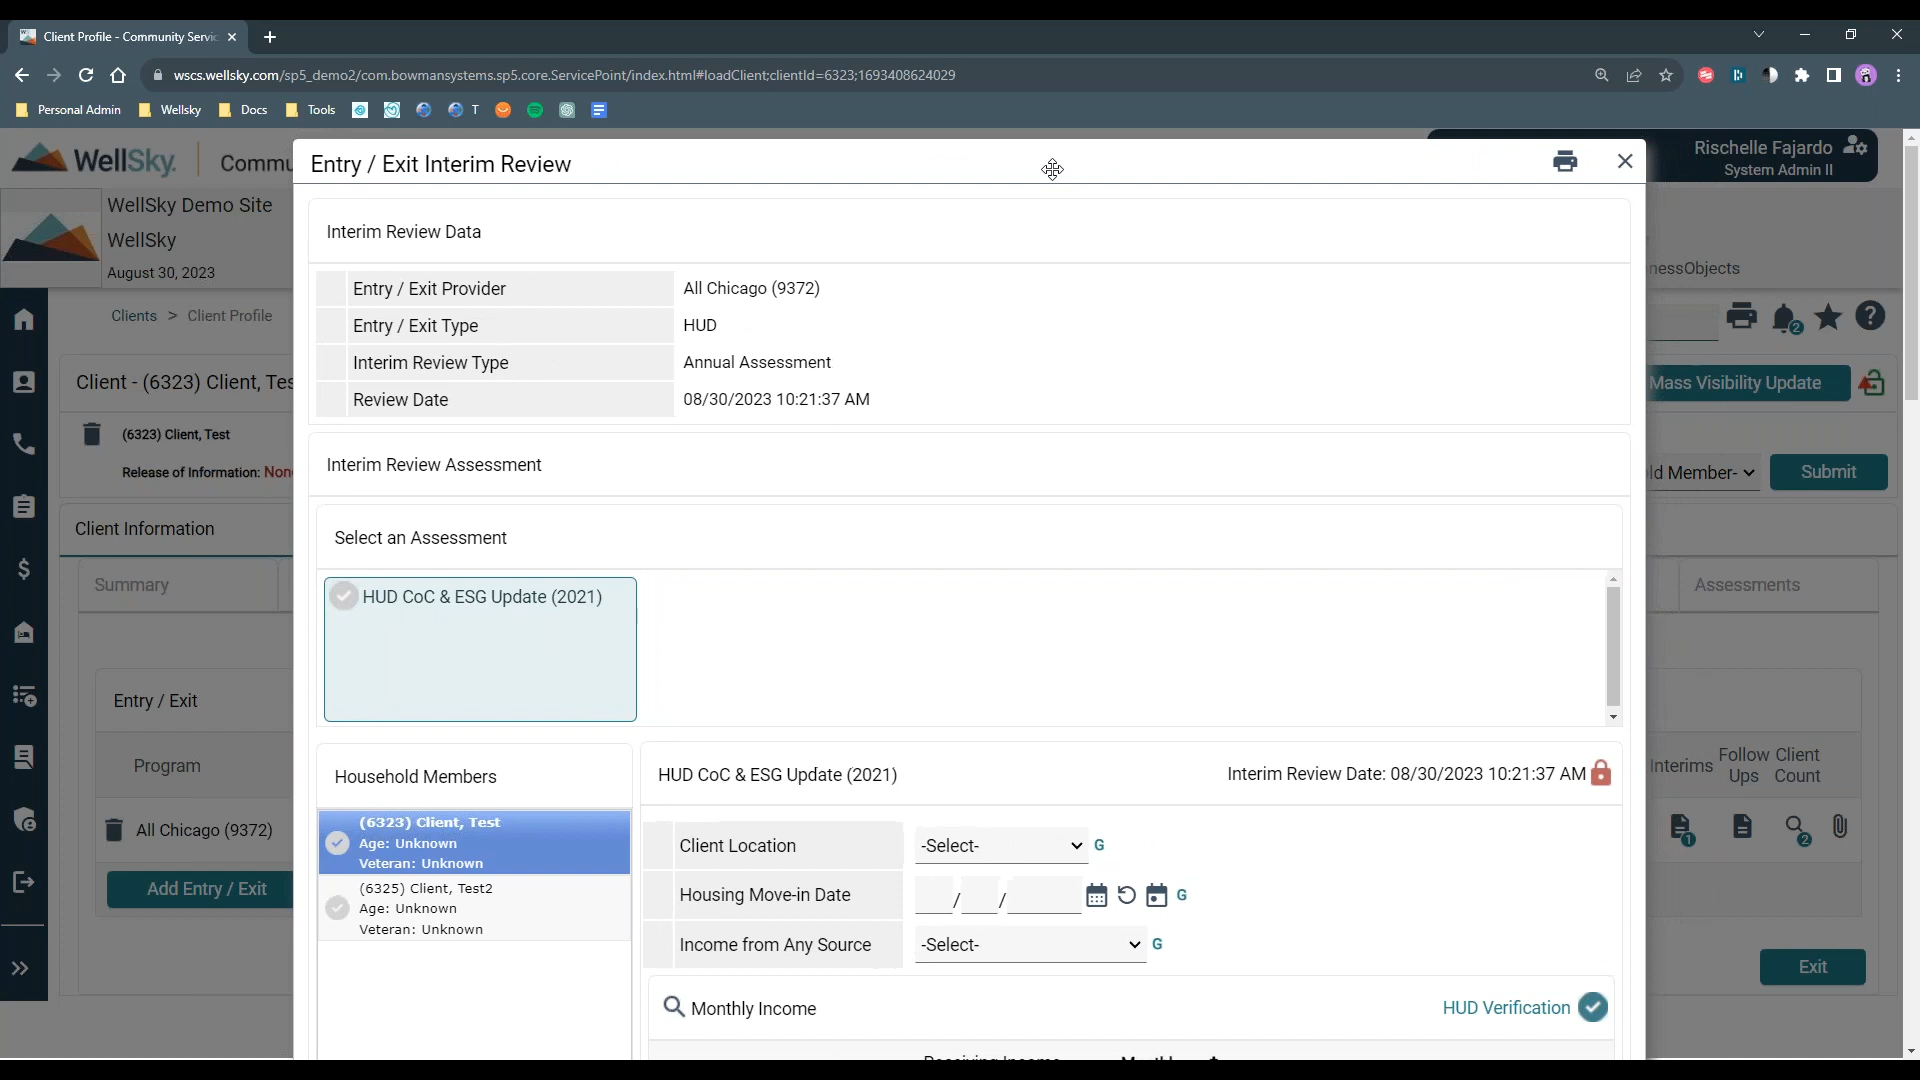 Client Profile - Community Servic
wscs.wellsky.com/sp5_demo2/com.bowmansystems.sp5.core.ServicePoint/index.html#loadClient;clientId=6323;1693408624029
Personal Admin Wellsky Docs Tools T
WellSky. Commu
Rischelle Fajardo
System Admin II
Entry / Exit Interim Review
WellSky Demo Site
WellSky
August 30, 2023
nessObjects
Clients > Client Profile
2
Client - (6323) Client, Tes
Mass Visibility Update
(6323) Client, Test
Release of Information: Non
ld Member-
Submit
Client Information
Summary
Assessments
Entry / Exit
Program
Interims
Follow Ups
Client Count
All Chicago (9372)
1
2
Add Entry / Exit
Exit
Interim Review Data
Entry / Exit Provider All Chicago (9372)
Entry / Exit Type HUD
Interim Review Type Annual Assessment
Review Date 08/30/2023 10:21:37 AM
Interim Review Assessment
Select an Assessment
HUD CoC & ESG Update (2021)
Household Members
(6323) Client, Test
Age: Unknown
Veteran: Unknown
(6325) Client, Test2
Age: Unknown
Veteran: Unknown
HUD CoC & ESG Update (2021) Interim Review Date: 08/30/2023 10:21:37 AM
Client Location -Select- G
Housing Move-in Date / / G
Income from Any Source -Select- G
Monthly Income HUD Verification